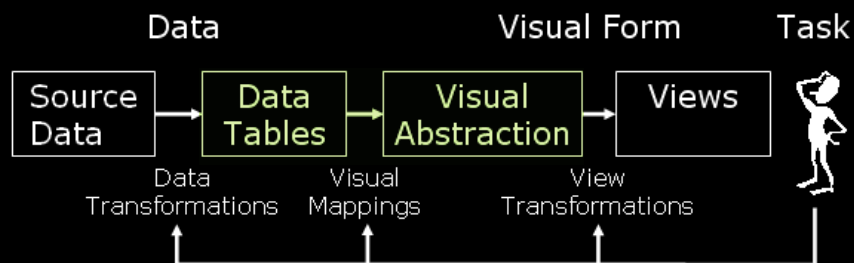 Data
Visual Form
Task
Source
Data
Data
Tables
Visual
Abstraction
Views
Data
Transformations
Visual
Mappings
View
Transformations